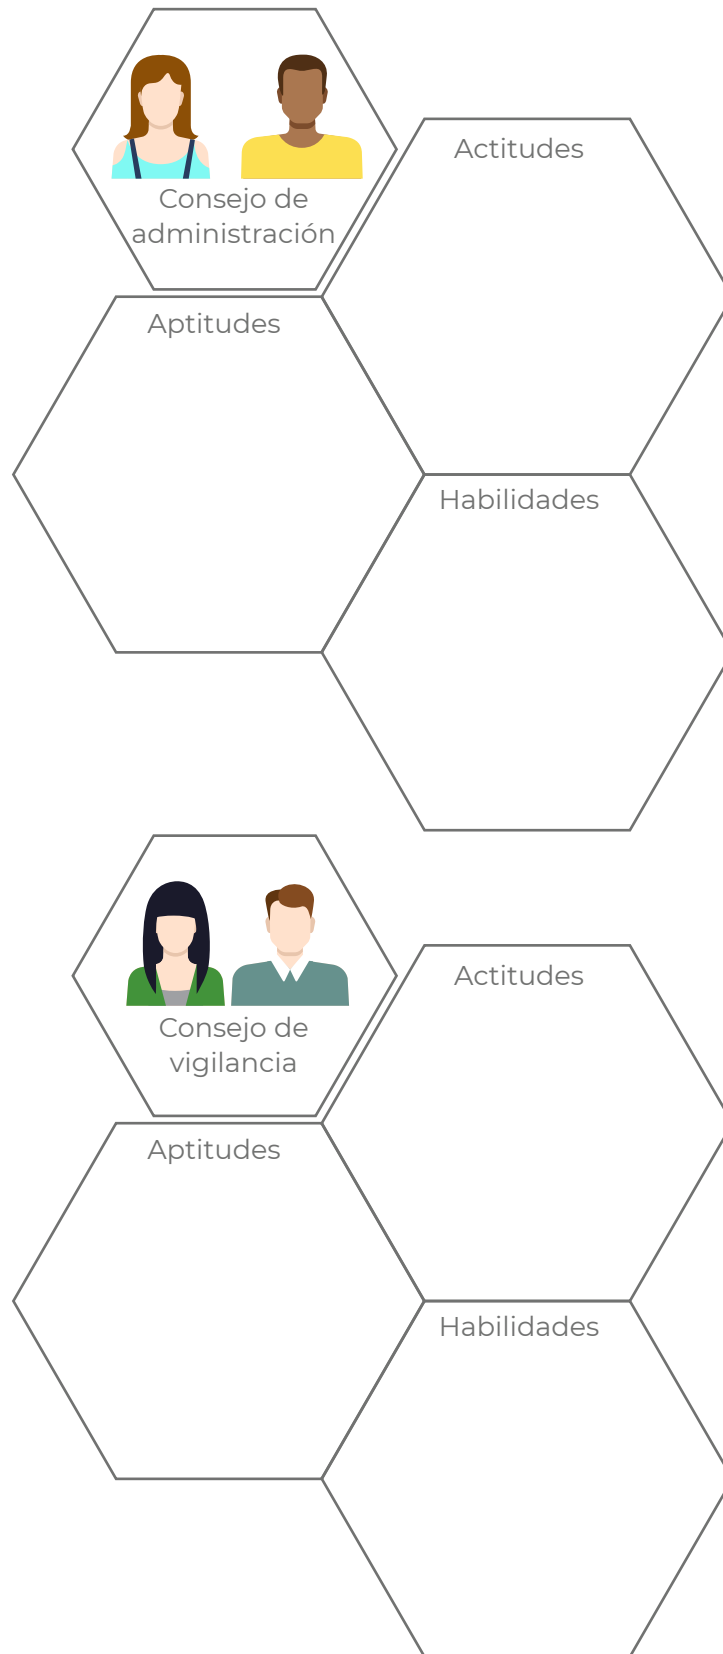 Consejo de
administración
Actitudes
Aptitudes
Habilidades
Consejo de
vigilancia
Actitudes
Aptitudes
Habilidades